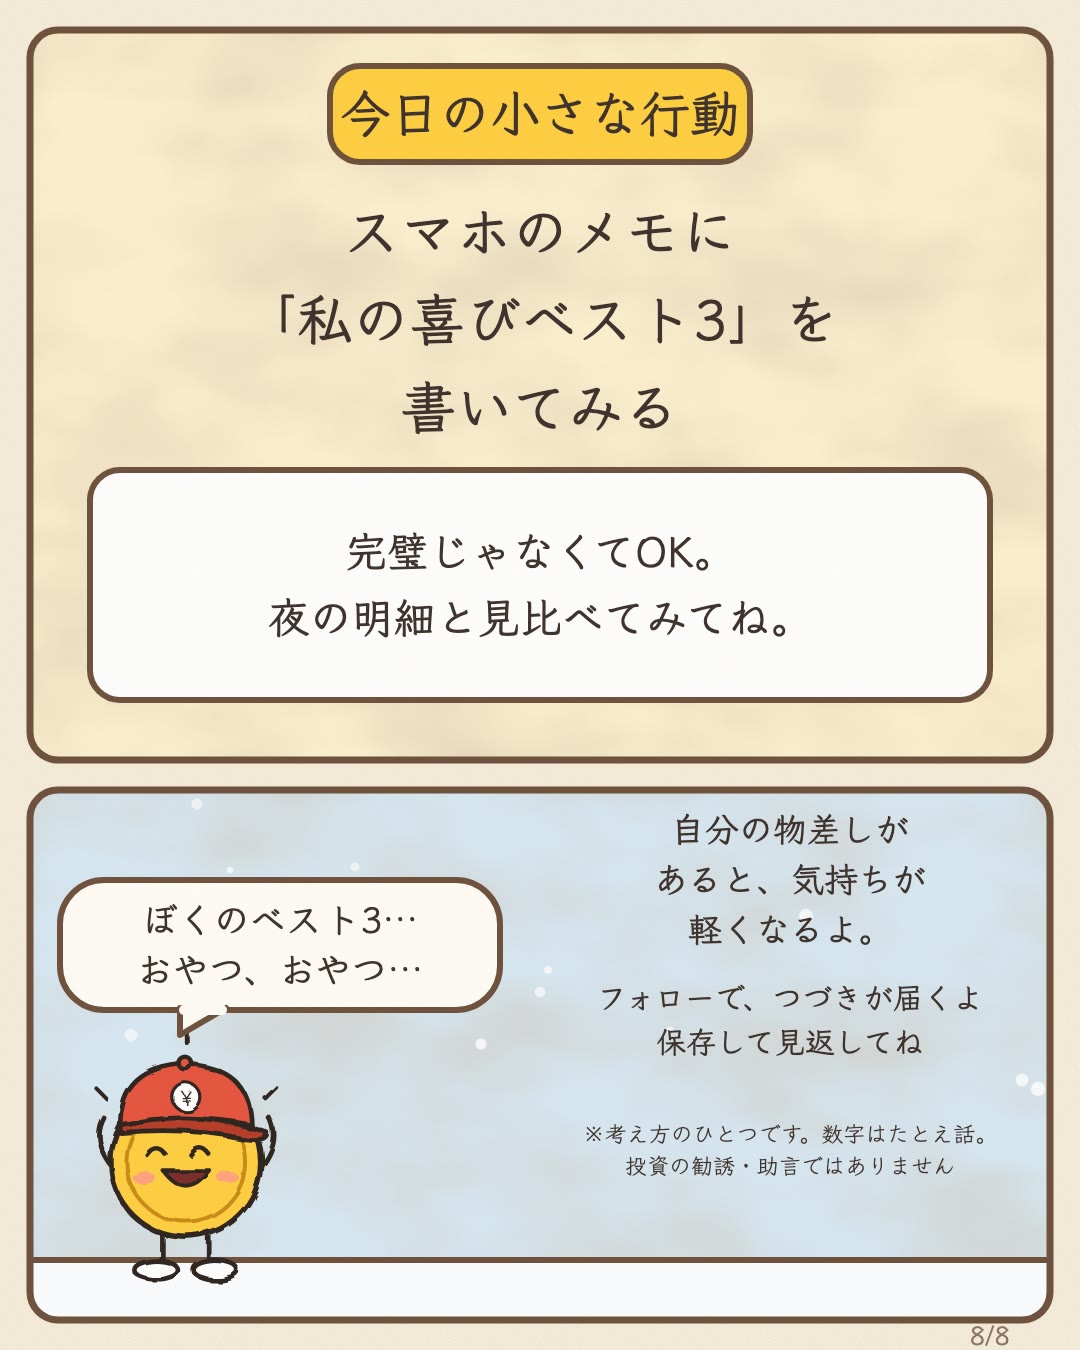 今日の小さな行動
スマホのメモに
「私の喜びベスト3」を
書いてみる
完璧じゃなくてOK。
夜の明細と見比べてみてね。
自分の物差しが
あると、気持ちが
軽くなるよ。
ぼくのベスト3…
おやつ、おやつ…
フォローで、つづきが届くよ
保存して見返してね
¥
※考え方のひとつです。数字はたとえ話。
投資の勧誘・助言ではありません
8/8